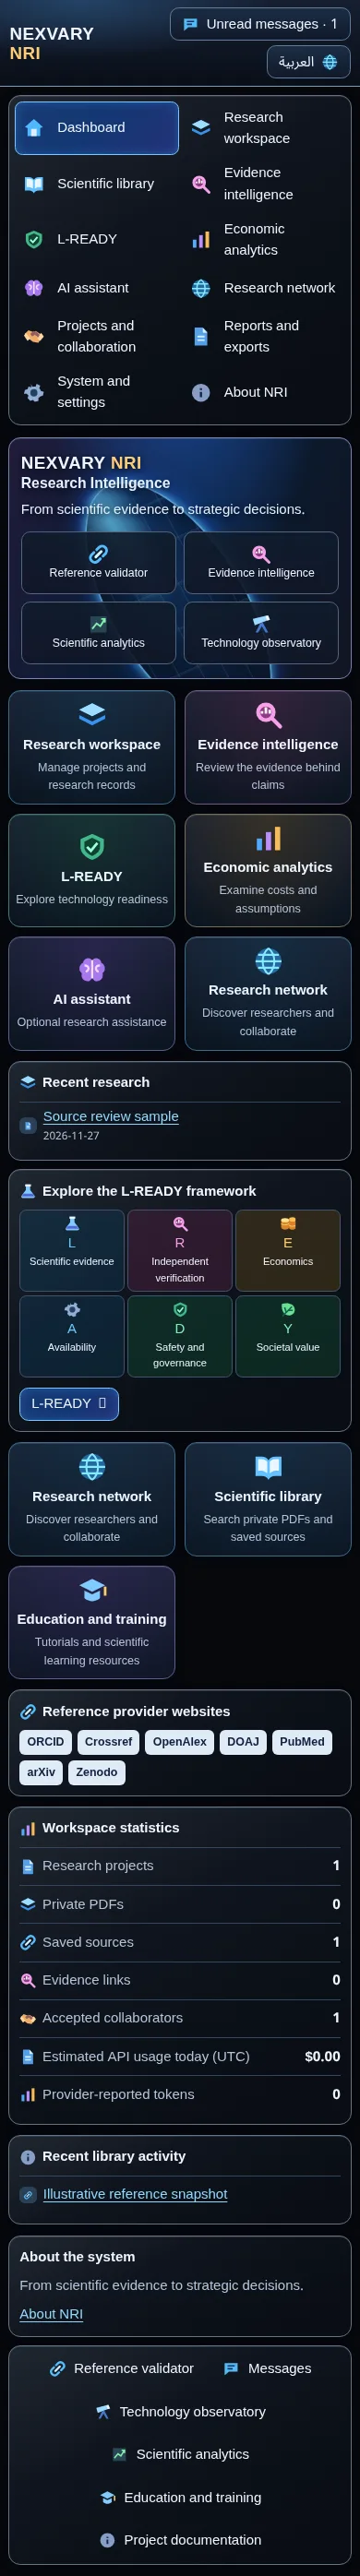 NEXVARY
NRI
Unread messages · 1
العربية
Dashboard
Research
workspace
Scientific library
Evidence
intelligence
L-READY
Economic
analytics
AI assistant
Research network
Projects and
collaboration
Reports and
exports
System and
settings
About NRI
NEXVARY NRI
Research Intelligence
From scientific evidence to strategic decisions.
Reference validator
Evidence intelligence
Scientific analytics
Technology observatory
Research workspace
Manage projects and
research records
Evidence intelligence
Review the evidence behind
claims
L-READY
Explore technology readiness
Economic analytics
Examine costs and
assumptions
AI assistant
Optional research assistance
Research network
Discover researchers and
collaborate
Recent research
Source review sample
2026-11-27
Explore the L-READY framework
L
Scientific evidence
R
Independent
verification
E
Economics
A
Availability
D
Safety and
governance
Y
Societal value
L-READY
Research network
Discover researchers and
collaborate
Scientific library
Search private PDFs and
saved sources
Education and training
Tutorials and scientific
learning resources
Reference provider websites
ORCID Crossref OpenAlex DOAJ PubMed
arXiv Zenodo
Workspace statistics
Research projects 1
Private PDFs 0
Saved sources 1
Evidence links 0
Accepted collaborators 1
Estimated API usage today (UTC) $0.00
Provider-reported tokens 0
Recent library activity
Illustrative reference snapshot
About the system
From scientific evidence to strategic decisions.
About NRI
Reference validator Messages
Technology observatory
Scientific analytics
Education and training
Project documentation